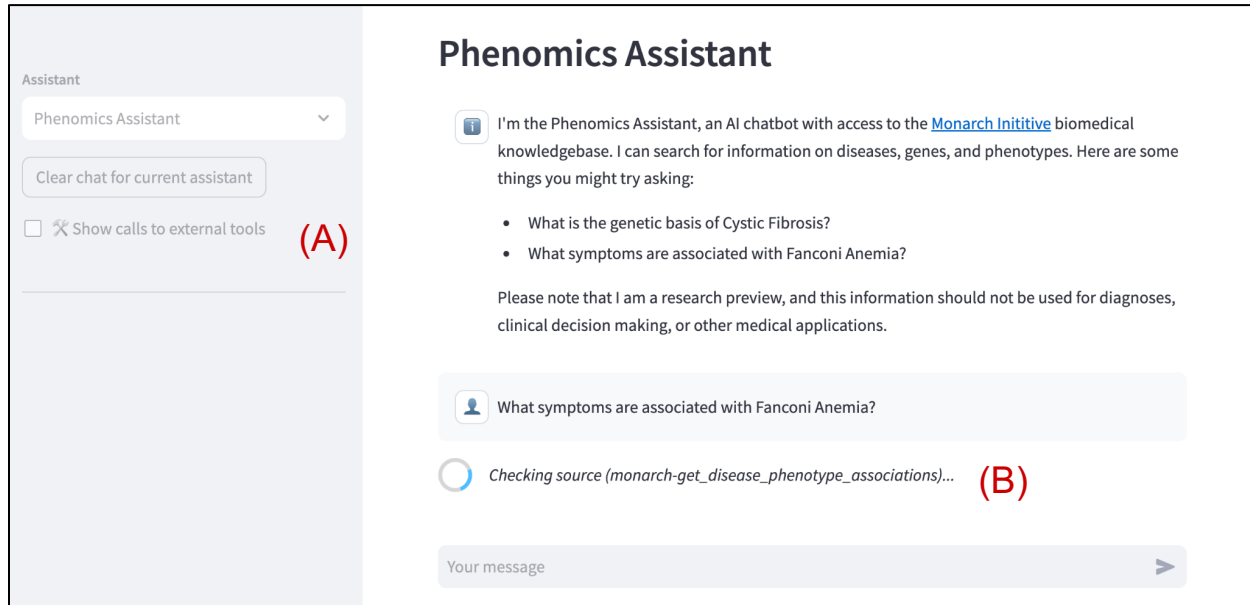 Assistant
Phenomics Assistant
Clear chat for current assistant
Show calls to external tools
(A)
Phenomics Assistant
I'm the Phenomics Assistant, an AI chatbot with access to the Monarch Inititive biomedical
knowledgebase. I can search for information on diseases, genes, and phenotypes. Here are some
things you might try asking:
• What is the genetic basis of Cystic Fibrosis?
• What symptoms are associated with Fanconi Anemia?
Please note that I am a research preview, and this information should not be used for diagnoses,
clinical decision making, or other medical applications.
What symptoms are associated with Fanconi Anemia?
Checking source (monarch-get_disease_phenotype_associations)...
(B)
Your message